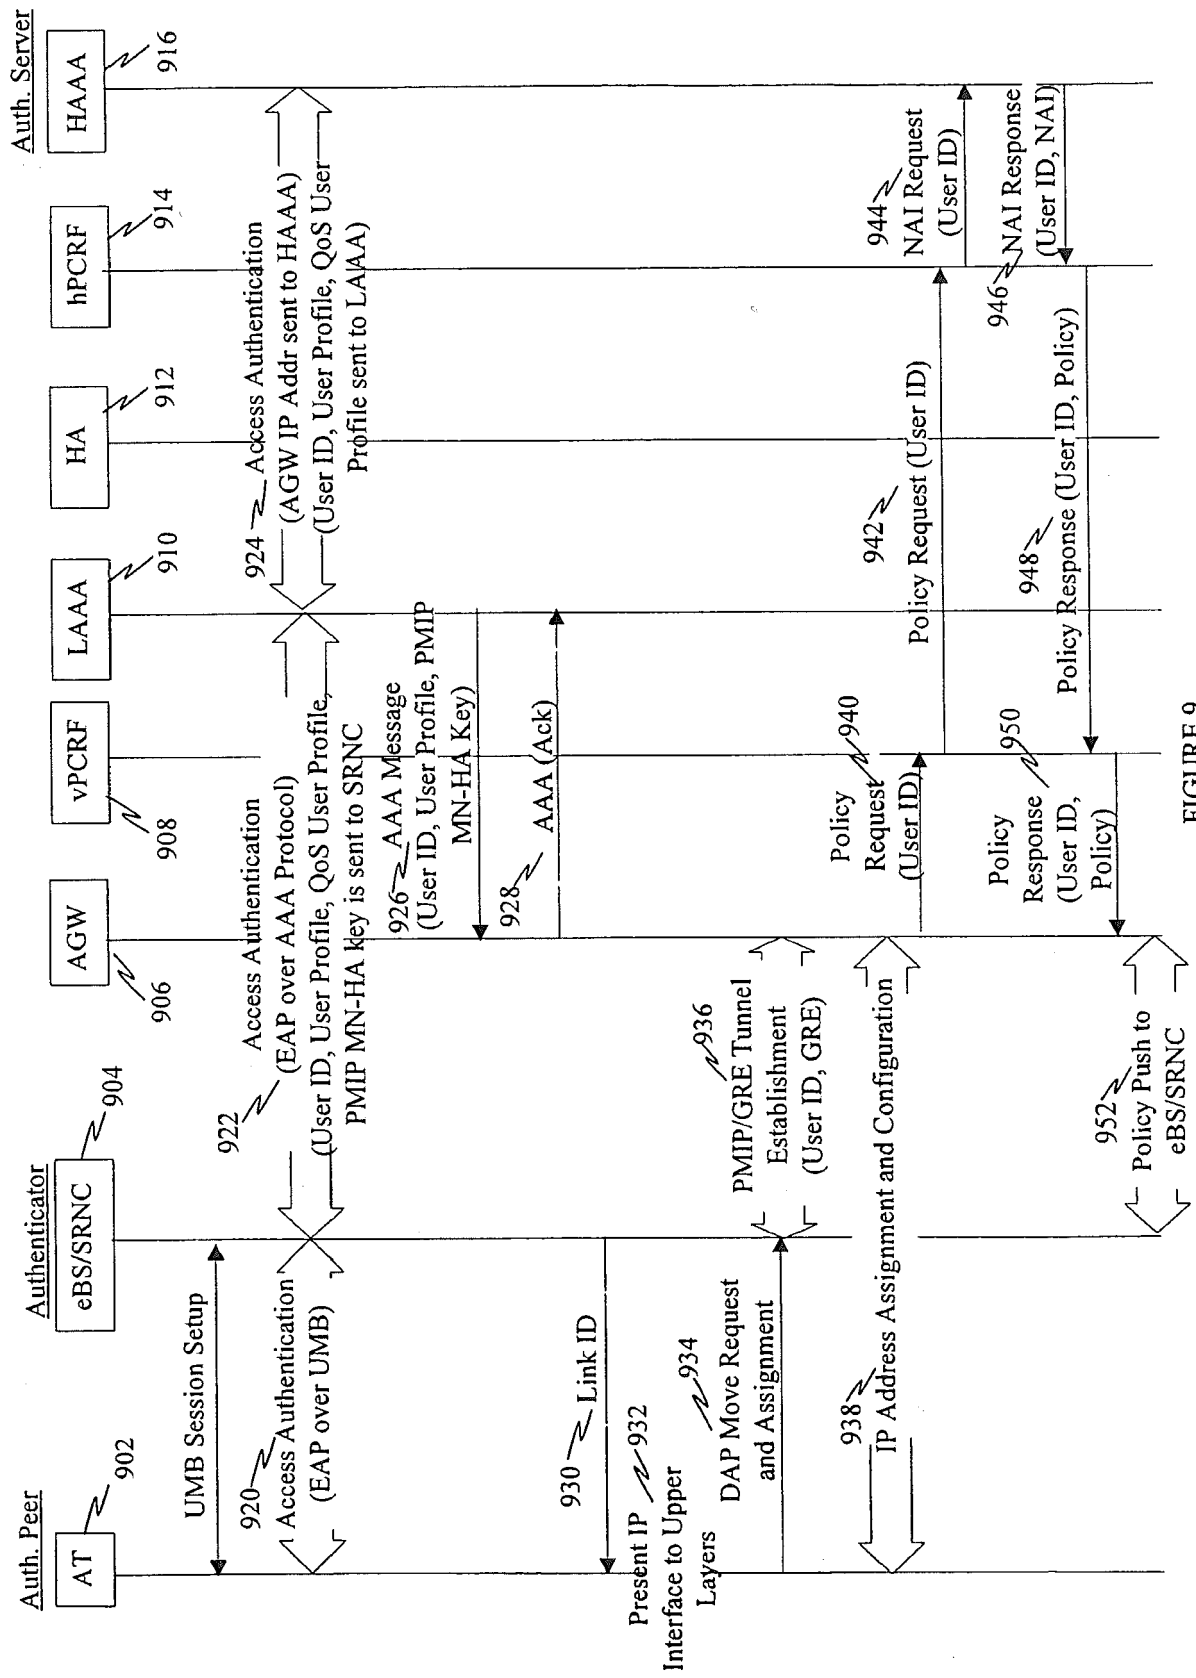 Auth. Peer
AT
902
Authenticator
eBS/SRNC
904
AGW
906
vPCRF
908
LAAA
910
HA
912
hPCRF
914
Auth. Server
HAAA
916
UMB Session Setup
920
Access Authentication
(EAP over UMB)
922
Access Authentication
(EAP over AAA Protocol)
(User ID, User Profile, QoS User Profile,
PMIP MN-HA key is sent to SRNC
924
Access Authentication
(AGW IP Addr sent to HAAA)
(User ID, User Profile, QoS User
Profile sent to LAAA)
926
AAA Message
(User ID, User Profile, PMIP
MN-HA Key)
928
AAA (Ack)
930
Link ID
Present IP
932
Interface to Upper
Layers
934
DAP Move Request
and Assignment
936
PMIP/GRE Tunnel
Establishment
(User ID, GRE)
938
IP Address Assignment and Configuration
940
Policy
Request
(User ID)
942
Policy Request (User ID)
944
NAI Request
(User ID)
946
NAI Response
(User ID, NAI)
948
Policy Response (User ID, Policy)
950
Policy
Response
(User ID,
Policy)
952
Policy Push to
eBS/SRNC
FIGURE 9